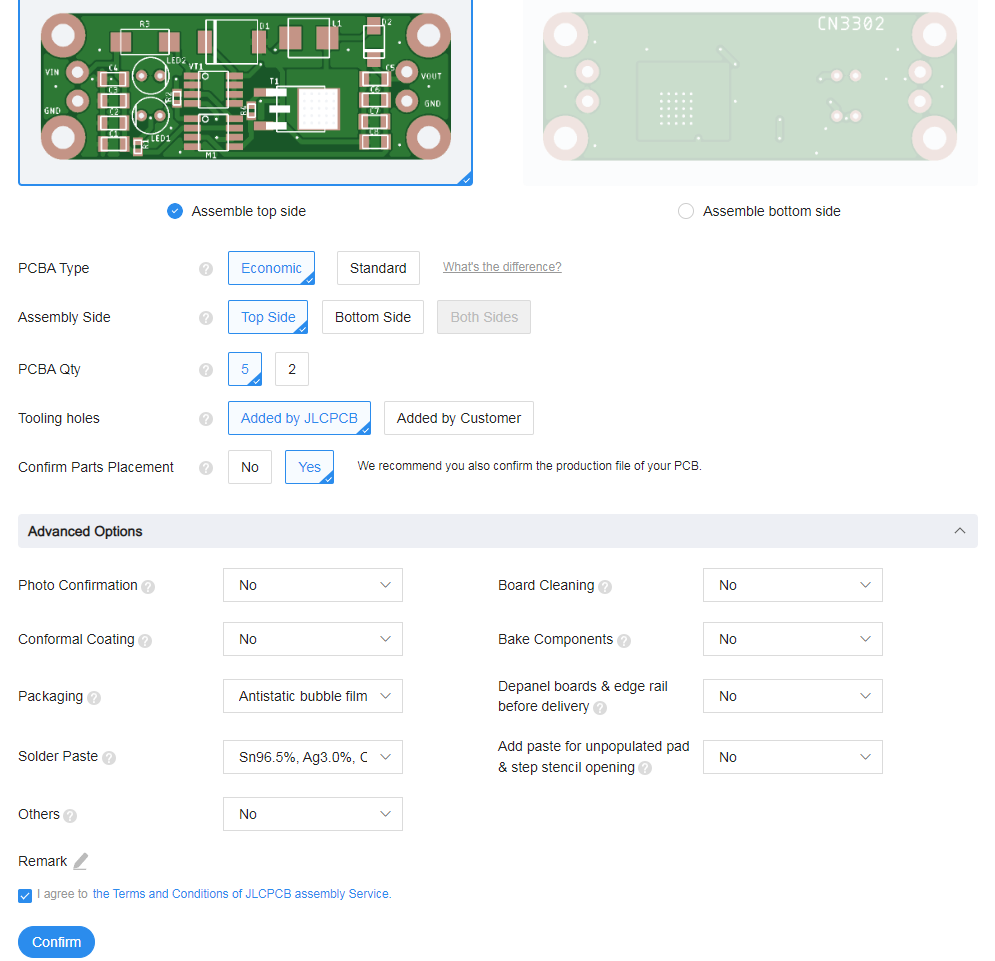 R3
D1
L1
D2
CN3302
LED2
VIN
C4
VT1
C5
VOUT
C3
T1
C6
GND
C2
C7
GND
C1
LED1
C8
M1
Assemble top side
Assemble bottom side
PCBA Type ?
Economic
Standard
What's the difference?
Assembly Side ?
Top Side
Bottom Side
Both Sides
PCBA Qty ?
5
2
Tooling holes ?
Added by JLCPCB
Added by Customer
Confirm Parts Placement ?
No
Yes
We recommend you also confirm the production file of your PCB.
Advanced Options
Photo Confirmation ?
No
Board Cleaning ?
No
Conformal Coating ?
No
Bake Components ?
No
Packaging ?
Antistatic bubble film
Depanel boards & edge rail
before delivery ?
No
Solder Paste ?
Sn96.5%, Ag3.0%, C
Add paste for unpopulated pad
& step stencil opening ?
No
Others ?
No
Remark
I agree to the Terms and Conditions of JLCPCB assembly Service.
Confirm